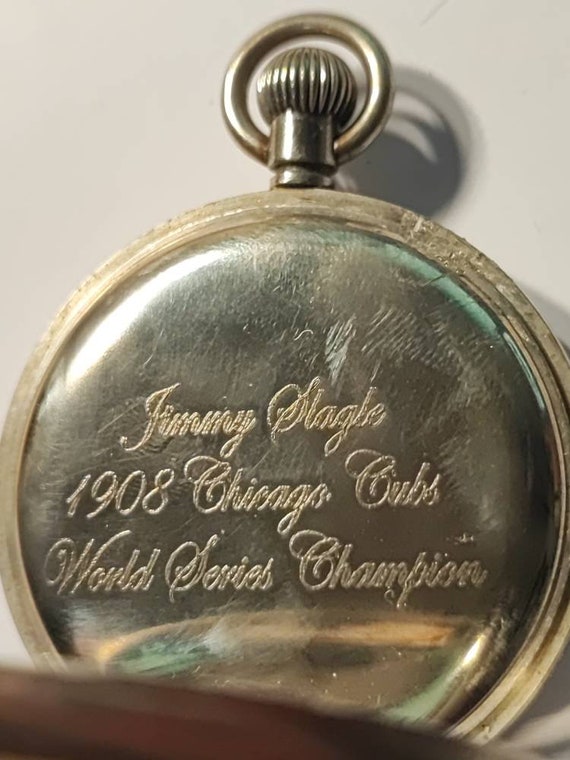 Jimmy Slagle
1908 Chicago Cubs
World Series Champion